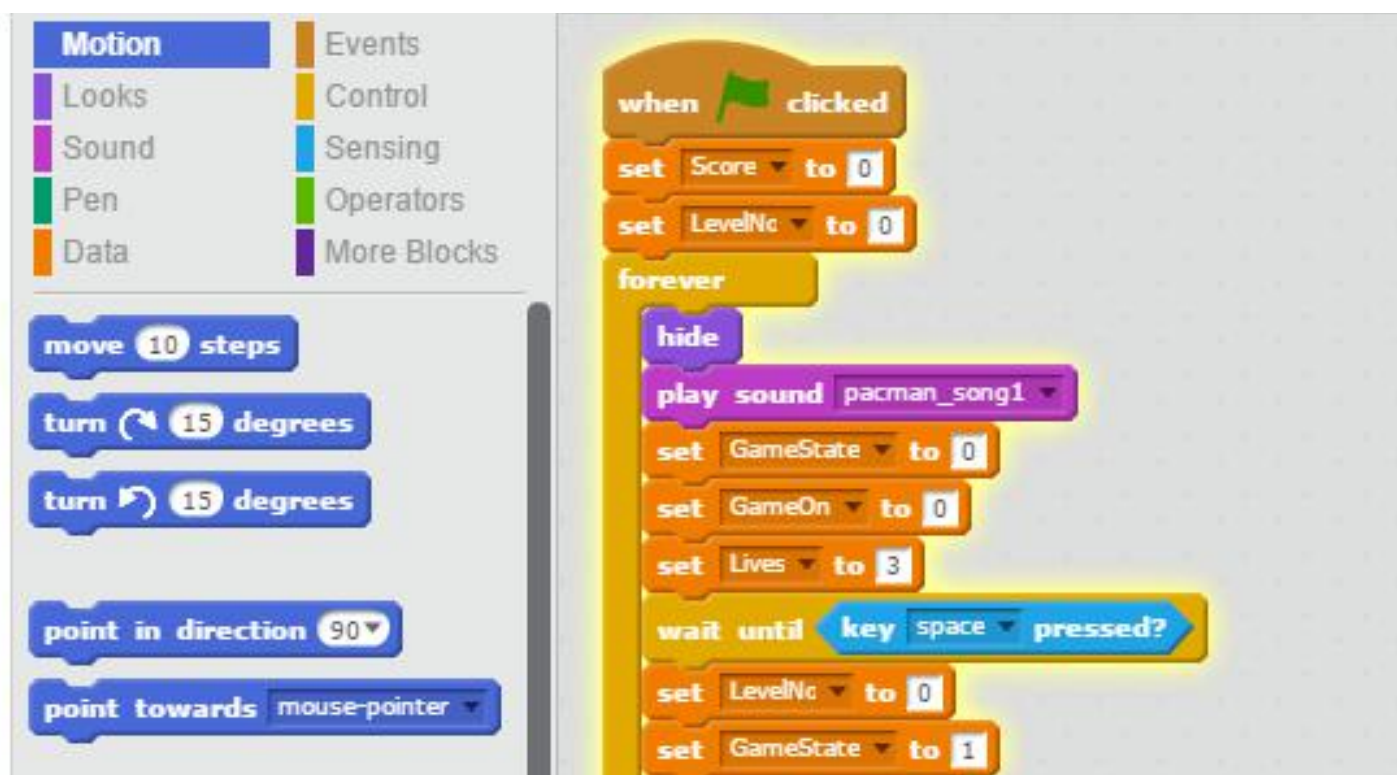 Motion
Events
Looks
Control
Sound
Sensing
Pen
Operators
Data
More Blocks
move 10 steps
turn 15 degrees
turn 15 degrees
point in direction 90
point towards mouse-pointer
when clicked
set Score to 0
set LevelNo to 0
forever
hide
play sound pacman_song1
set GameState to 0
set GameOn to 0
set Lives to 3
wait until key space pressed?
set LevelNo to 0
set GameState to 1